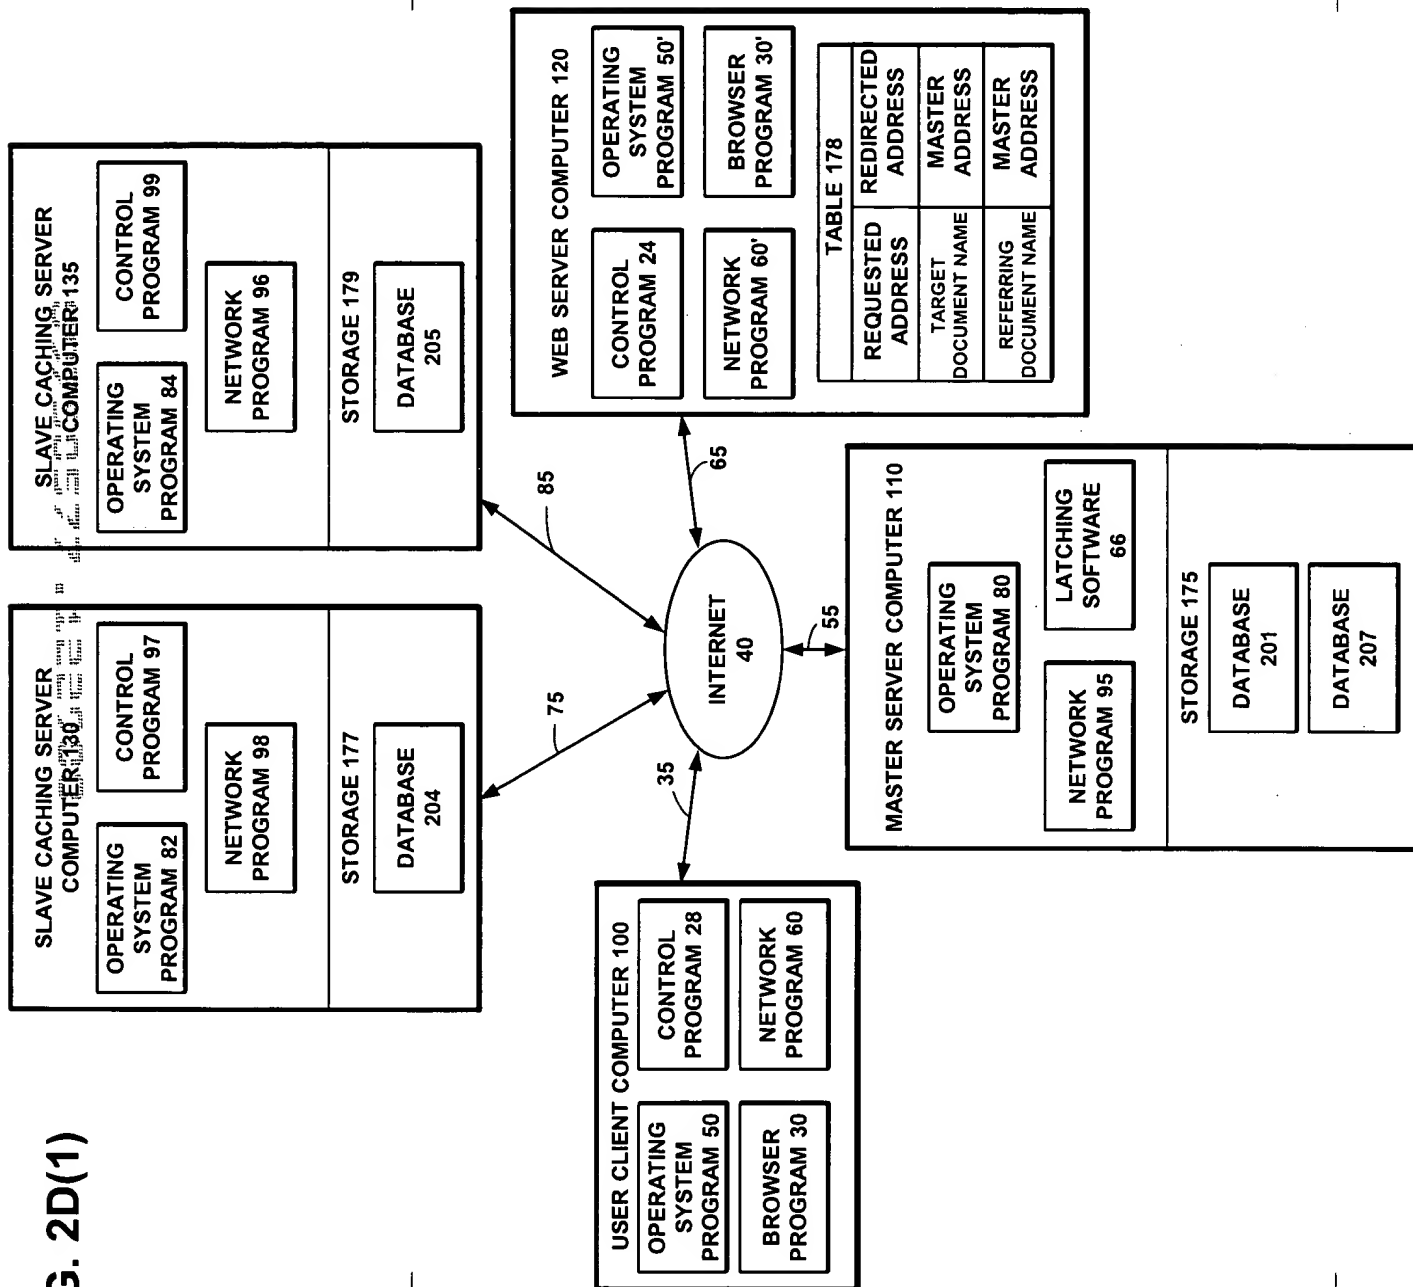 G. 2D(1)
SLAVE CACHING SERVER
COMPUTER 130
OPERATING
SYSTEM
PROGRAM 82
CONTROL
PROGRAM 97
NETWORK
PROGRAM 98
STORAGE 177
DATABASE
204
SLAVE CACHING SERVER
COMPUTER 135
OPERATING
SYSTEM
PROGRAM 84
CONTROL
PROGRAM 99
NETWORK
PROGRAM 96
STORAGE 179
DATABASE
205
75
85
USER CLIENT COMPUTER 100
OPERATING
SYSTEM
PROGRAM 50
CONTROL
PROGRAM 28
BROWSER
PROGRAM 30
NETWORK
PROGRAM 60
35
INTERNET
40
65
55
WEB SERVER COMPUTER 120
CONTROL
PROGRAM 24
OPERATING
SYSTEM
PROGRAM 50'
NETWORK
PROGRAM 60'
BROWSER
PROGRAM 30'
TABLE 178
REQUESTED
ADDRESS
REDIRECTED
ADDRESS
TARGET
DOCUMENT NAME
MASTER
ADDRESS
REFERRING
DOCUMENT NAME
MASTER
ADDRESS
MASTER SERVER COMPUTER 110
OPERATING
SYSTEM
PROGRAM 80
NETWORK
PROGRAM 95
LATCHING
SOFTWARE
66
STORAGE 175
DATABASE
201
DATABASE
207